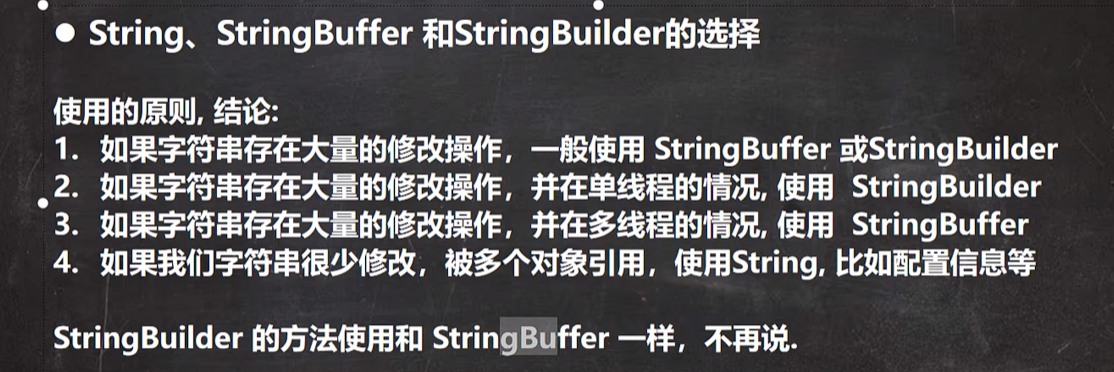 ● String、StringBuffer 和StringBuilder的选择
使用的原则, 结论:
1. 如果字符串存在大量的修改操作，一般使用 StringBuffer 或StringBuilder
2. 如果字符串存在大量的修改操作，并在单线程的情况, 使用 StringBuilder
3. 如果字符串存在大量的修改操作，并在多线程的情况, 使用 StringBuffer
4. 如果我们字符串很少修改，被多个对象引用，使用String, 比如配置信息等
StringBuilder 的方法使用和 StringBuffer 一样，不再说.